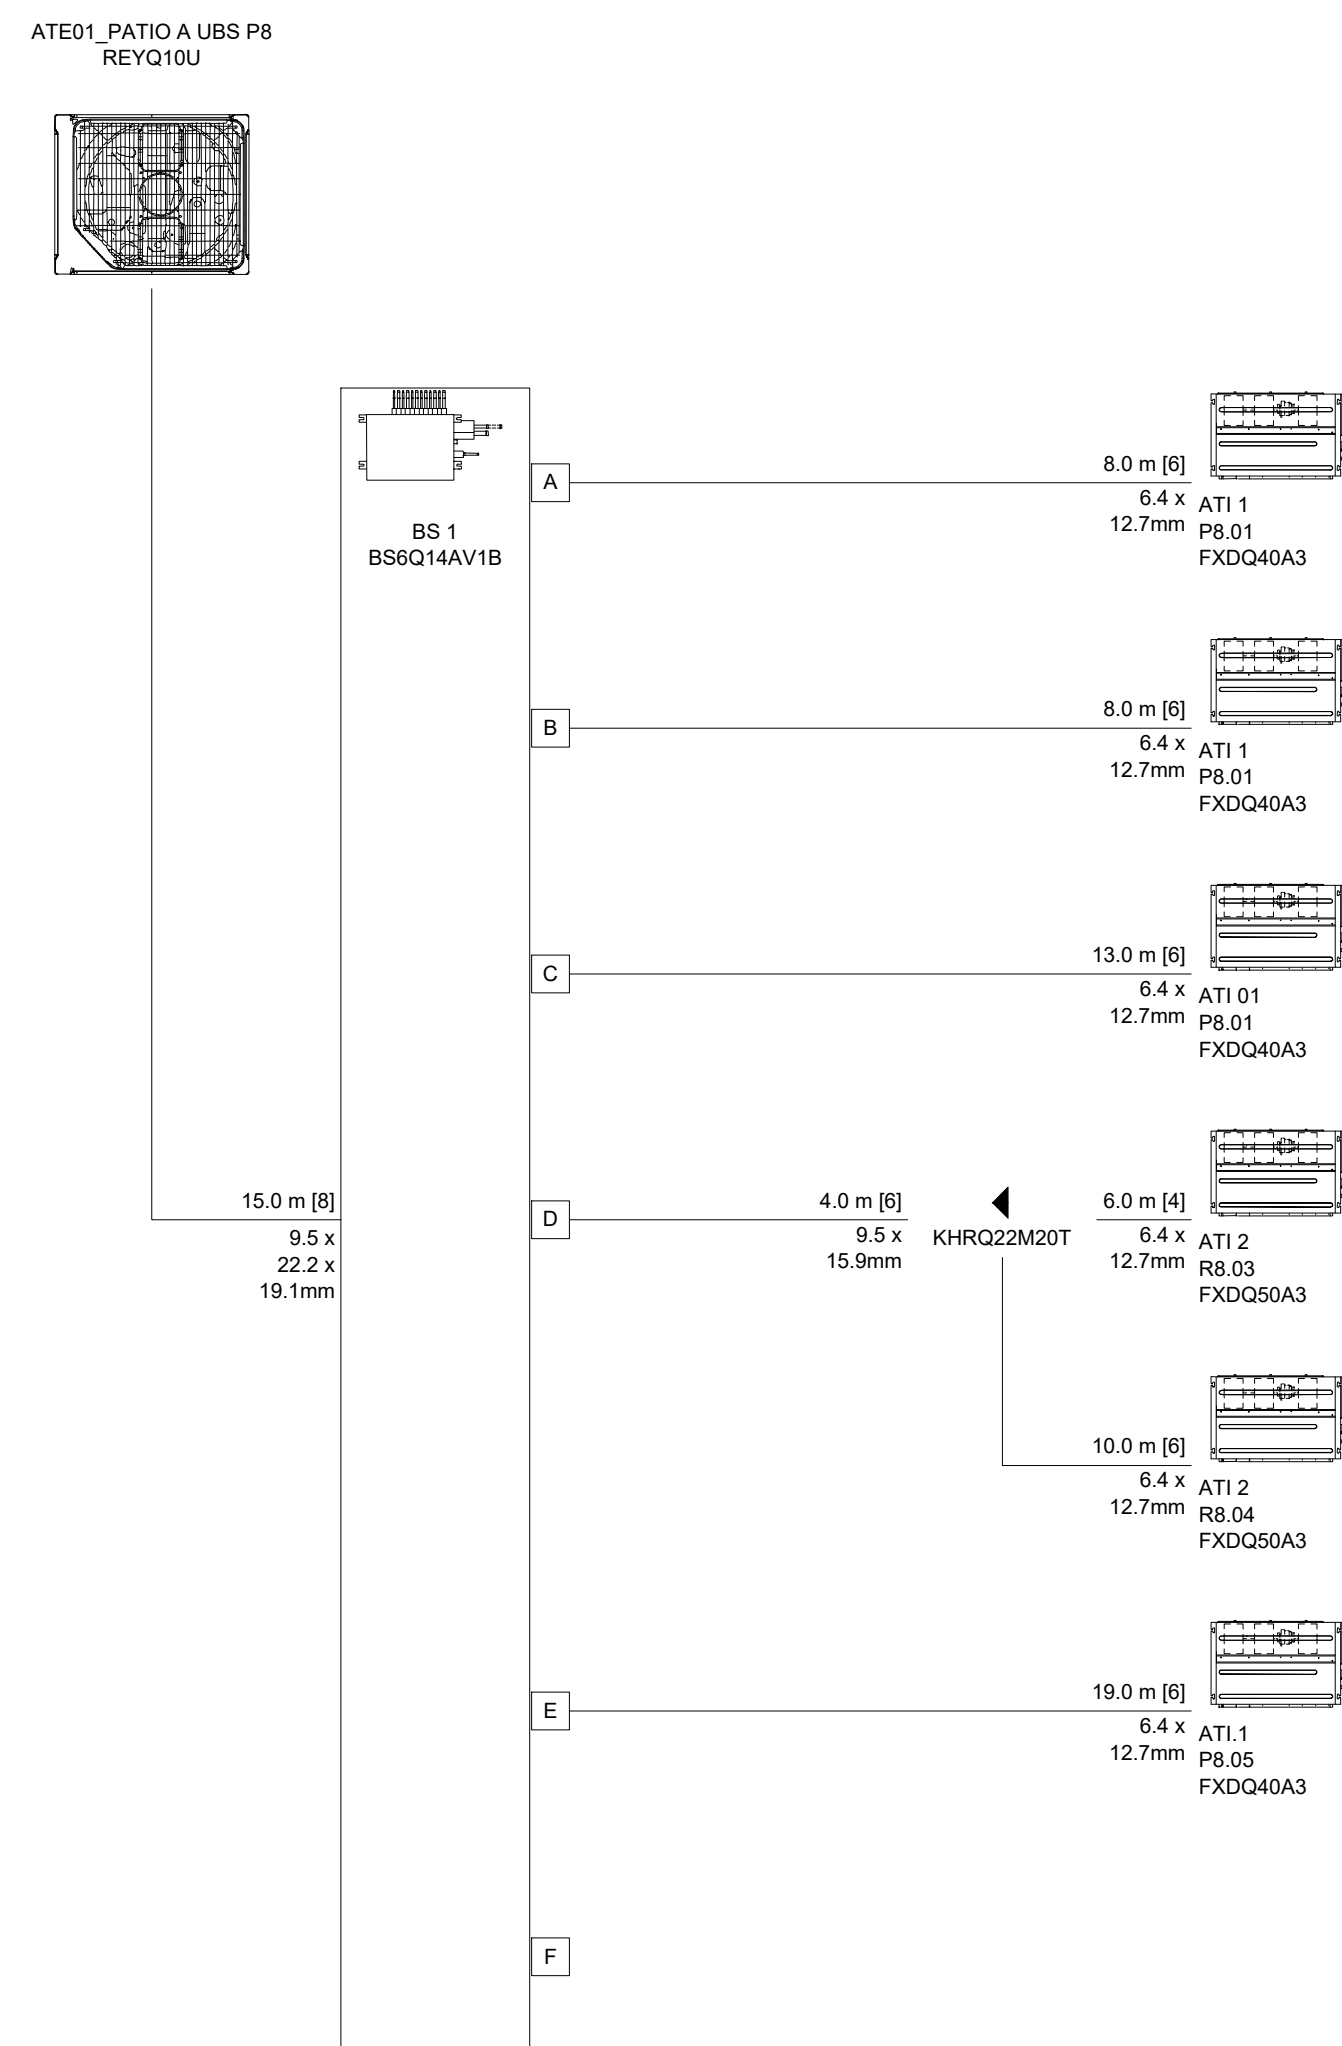 ATE01_PATIO A UBS P8
REYQ10U
BS 1
BS6Q14AV1B
A
8.0 m [6]
6.4 x
12.7mm
ATI 1
P8.01
FXDQ40A3
B
8.0 m [6]
6.4 x
12.7mm
ATI 1
P8.01
FXDQ40A3
C
13.0 m [6]
6.4 x
12.7mm
ATI 01
P8.01
FXDQ40A3
15.0 m [8]
9.5 x
22.2 x
19.1mm
D
4.0 m [6]
9.5 x
15.9mm
KHRQ22M20T
6.0 m [4]
6.4 x
12.7mm
ATI 2
R8.03
FXDQ50A3
10.0 m [6]
6.4 x
12.7mm
ATI 2
R8.04
FXDQ50A3
E
19.0 m [6]
6.4 x
12.7mm
ATI.1
P8.05
FXDQ40A3
F